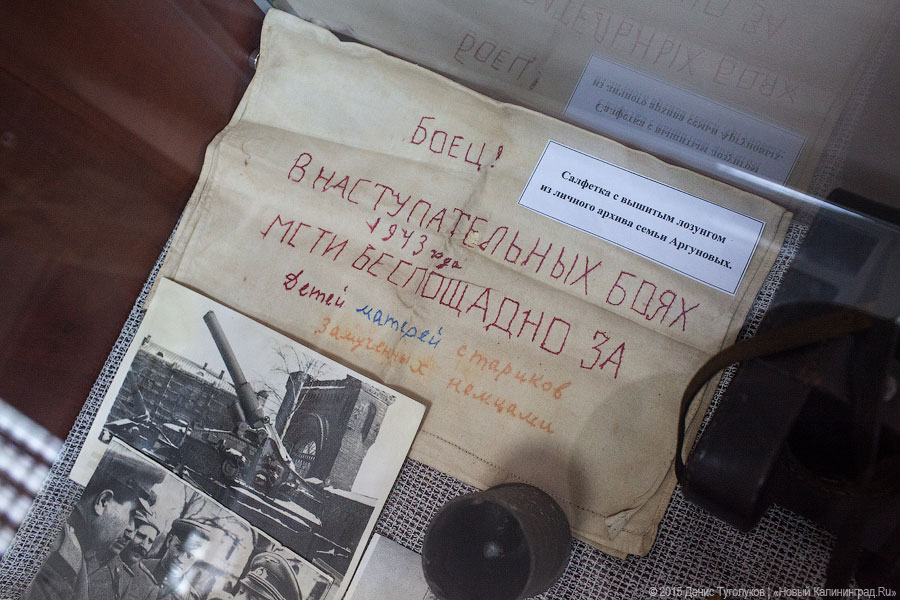 БОЕЦ!
В НАСТУПАТЕЛЬНЫХ БОЯХ
1943 года
МСТИ БЕСПОЩАДНО ЗА
детей матерей стариков
замученных немцами
Салфетка с вышитым лозунгом
из личного архива семьи Аргуновых.
© 2015 Денис Туголуков | «Новый Калининград.Ru»